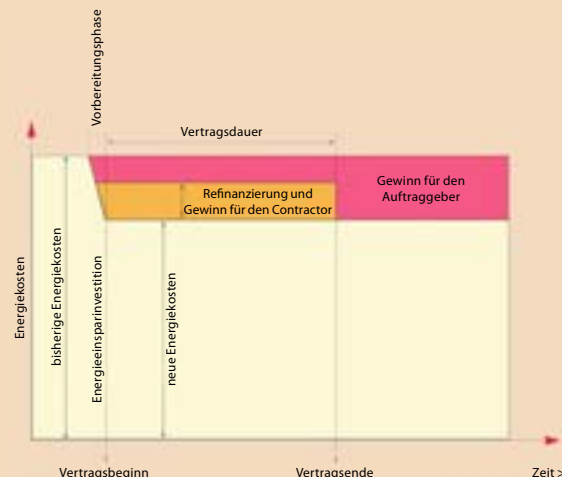 Vorbereitungsphase
Vertragsdauer
Gewinn für den
Auftraggeber
Refinanzierung und
Gewinn für den Contractor
Energiekosten
bisherige Energiekosten
Energieeinsparinvestition
neue Energiekosten
Vertragsbeginn
Vertragsende
Zeit >